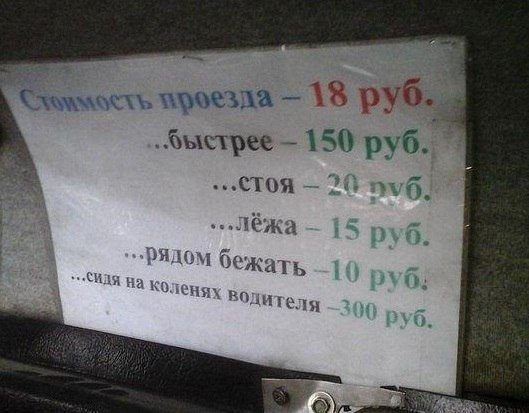 Стоимость проезда – 18 руб.
...быстрее – 150 руб.
...стоя – 20 руб.
...лёжа – 15 руб.
...рядом бежать –10 руб.
...сидя на коленях водителя –300 руб.